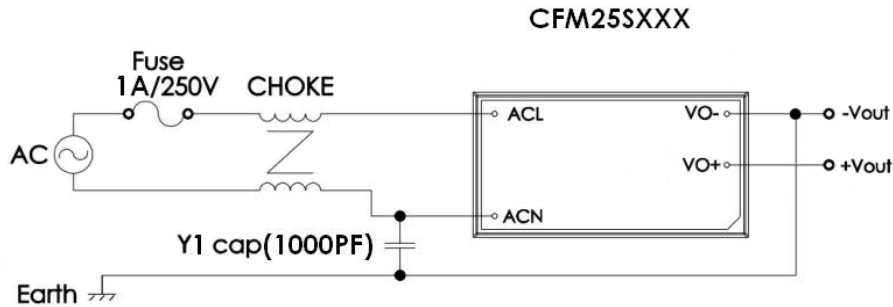 CFM25SXXX
Fuse
1A/250V
CHOKE
ACL
VO-
-Vout
AC
VO+
+Vout
ACN
Y1 cap(1000PF)
Earth